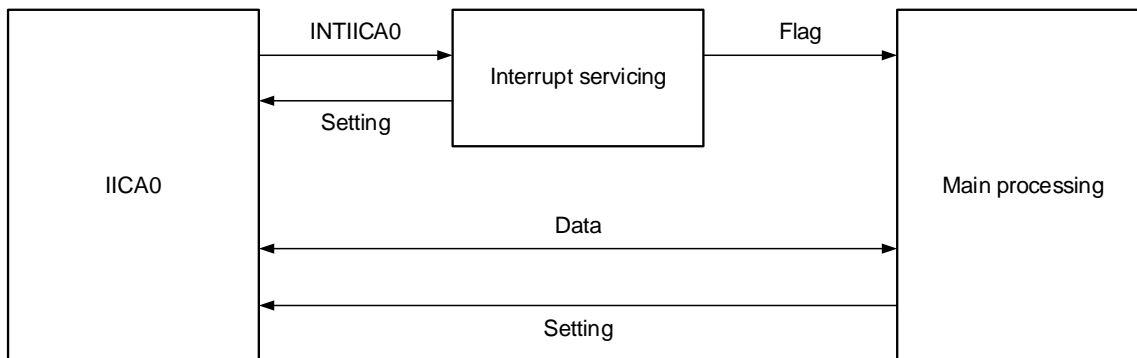 INTIICA0
Flag
Interrupt servicing
Setting
IICA0
Main processing
Data
Setting